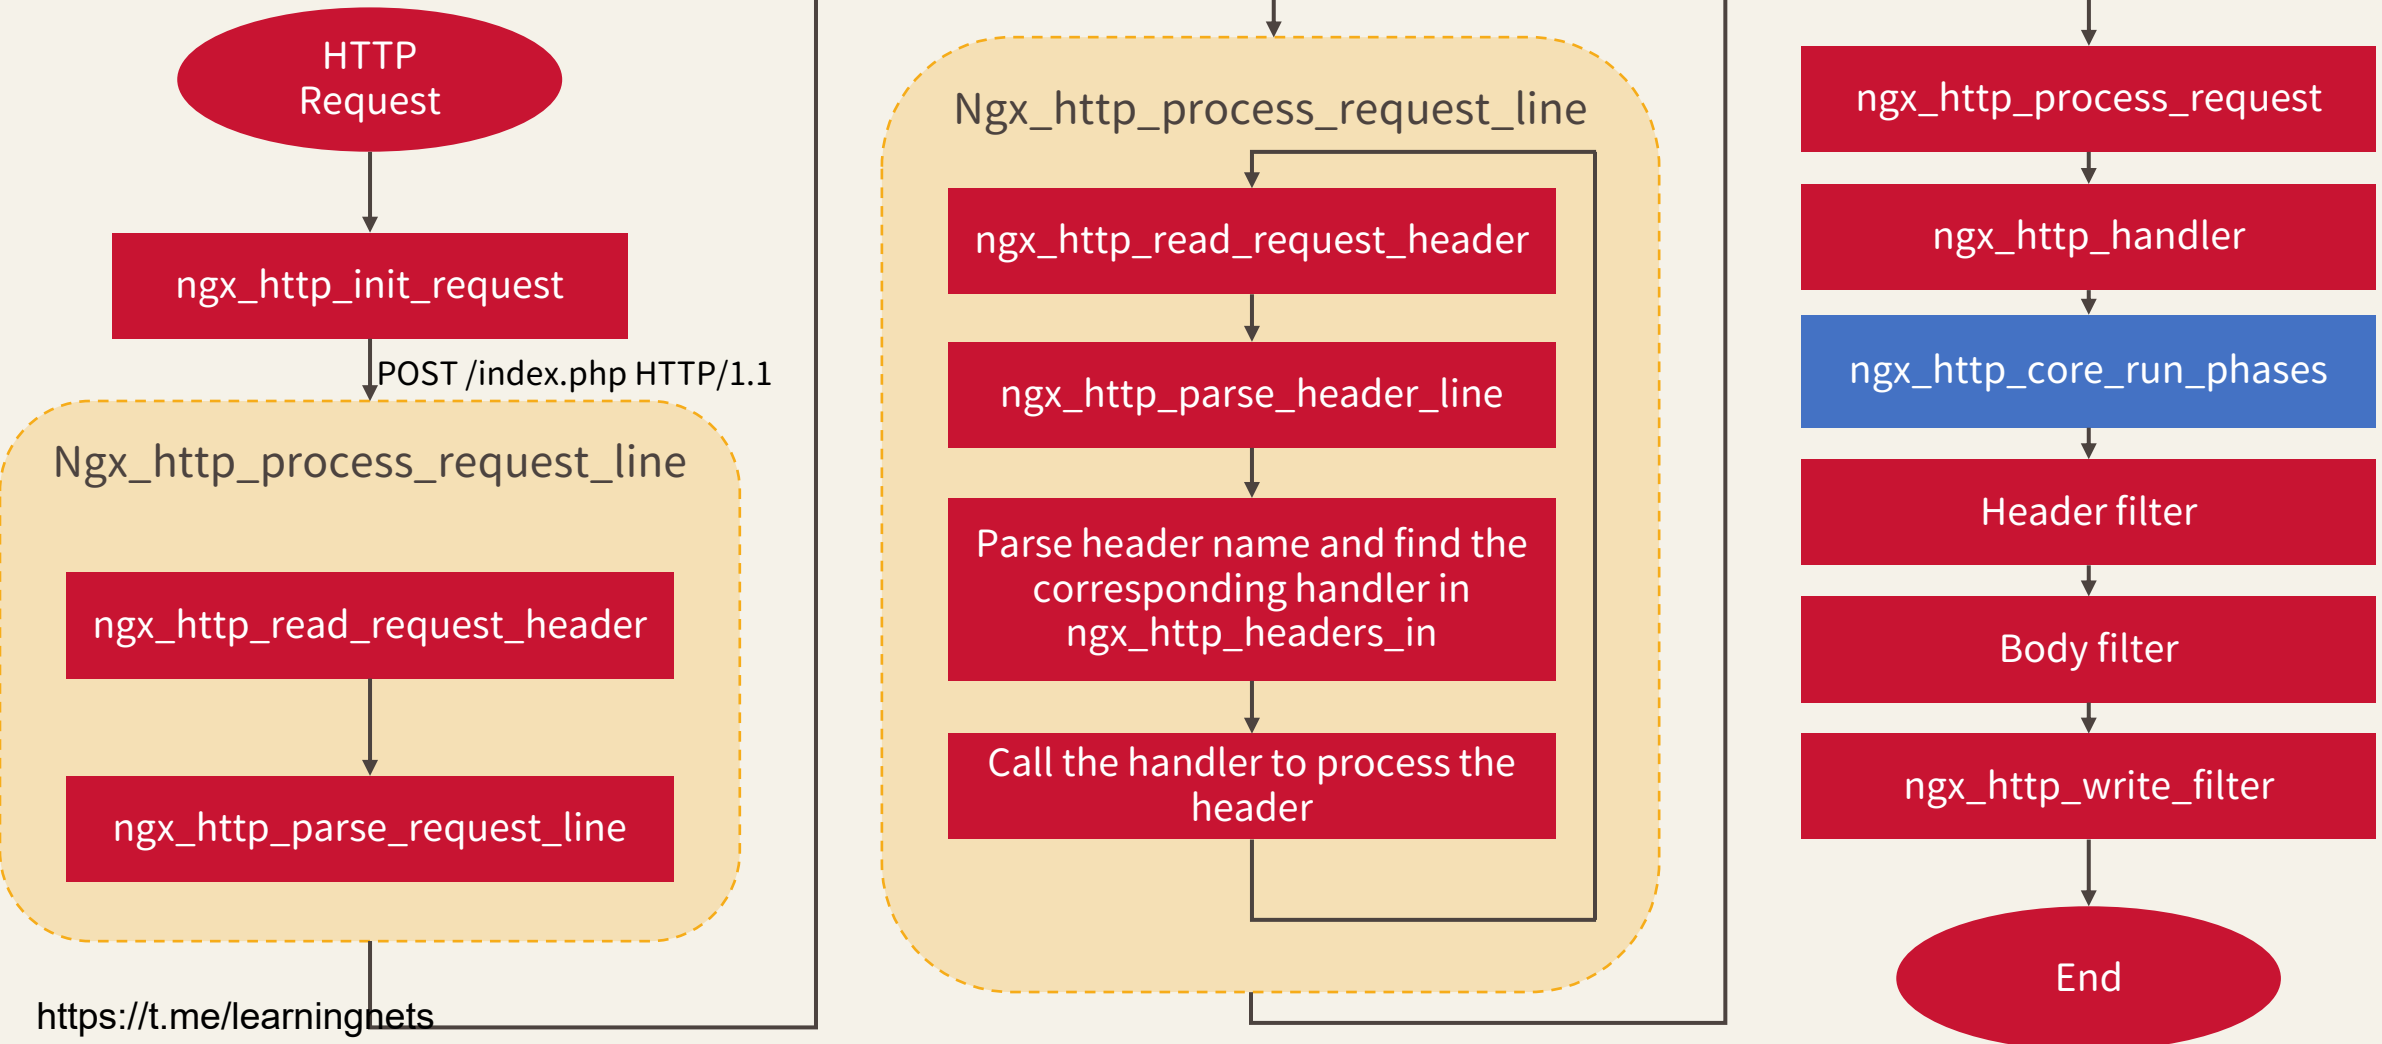 HTTP
Request
ngx_http_init_request
POST /index.php HTTP/1.1
Ngx_http_process_request_line
ngx_http_read_request_header
ngx_http_parse_request_line
https://t.me/learningnets
Ngx_http_process_request_line
ngx_http_read_request_header
ngx_http_parse_header_line
Parse header name and find the
corresponding handler in
ngx_http_headers_in
Call the handler to process the
header
ngx_http_process_request
ngx_http_handler
ngx_http_core_run_phases
Header filter
Body filter
ngx_http_write_filter
End